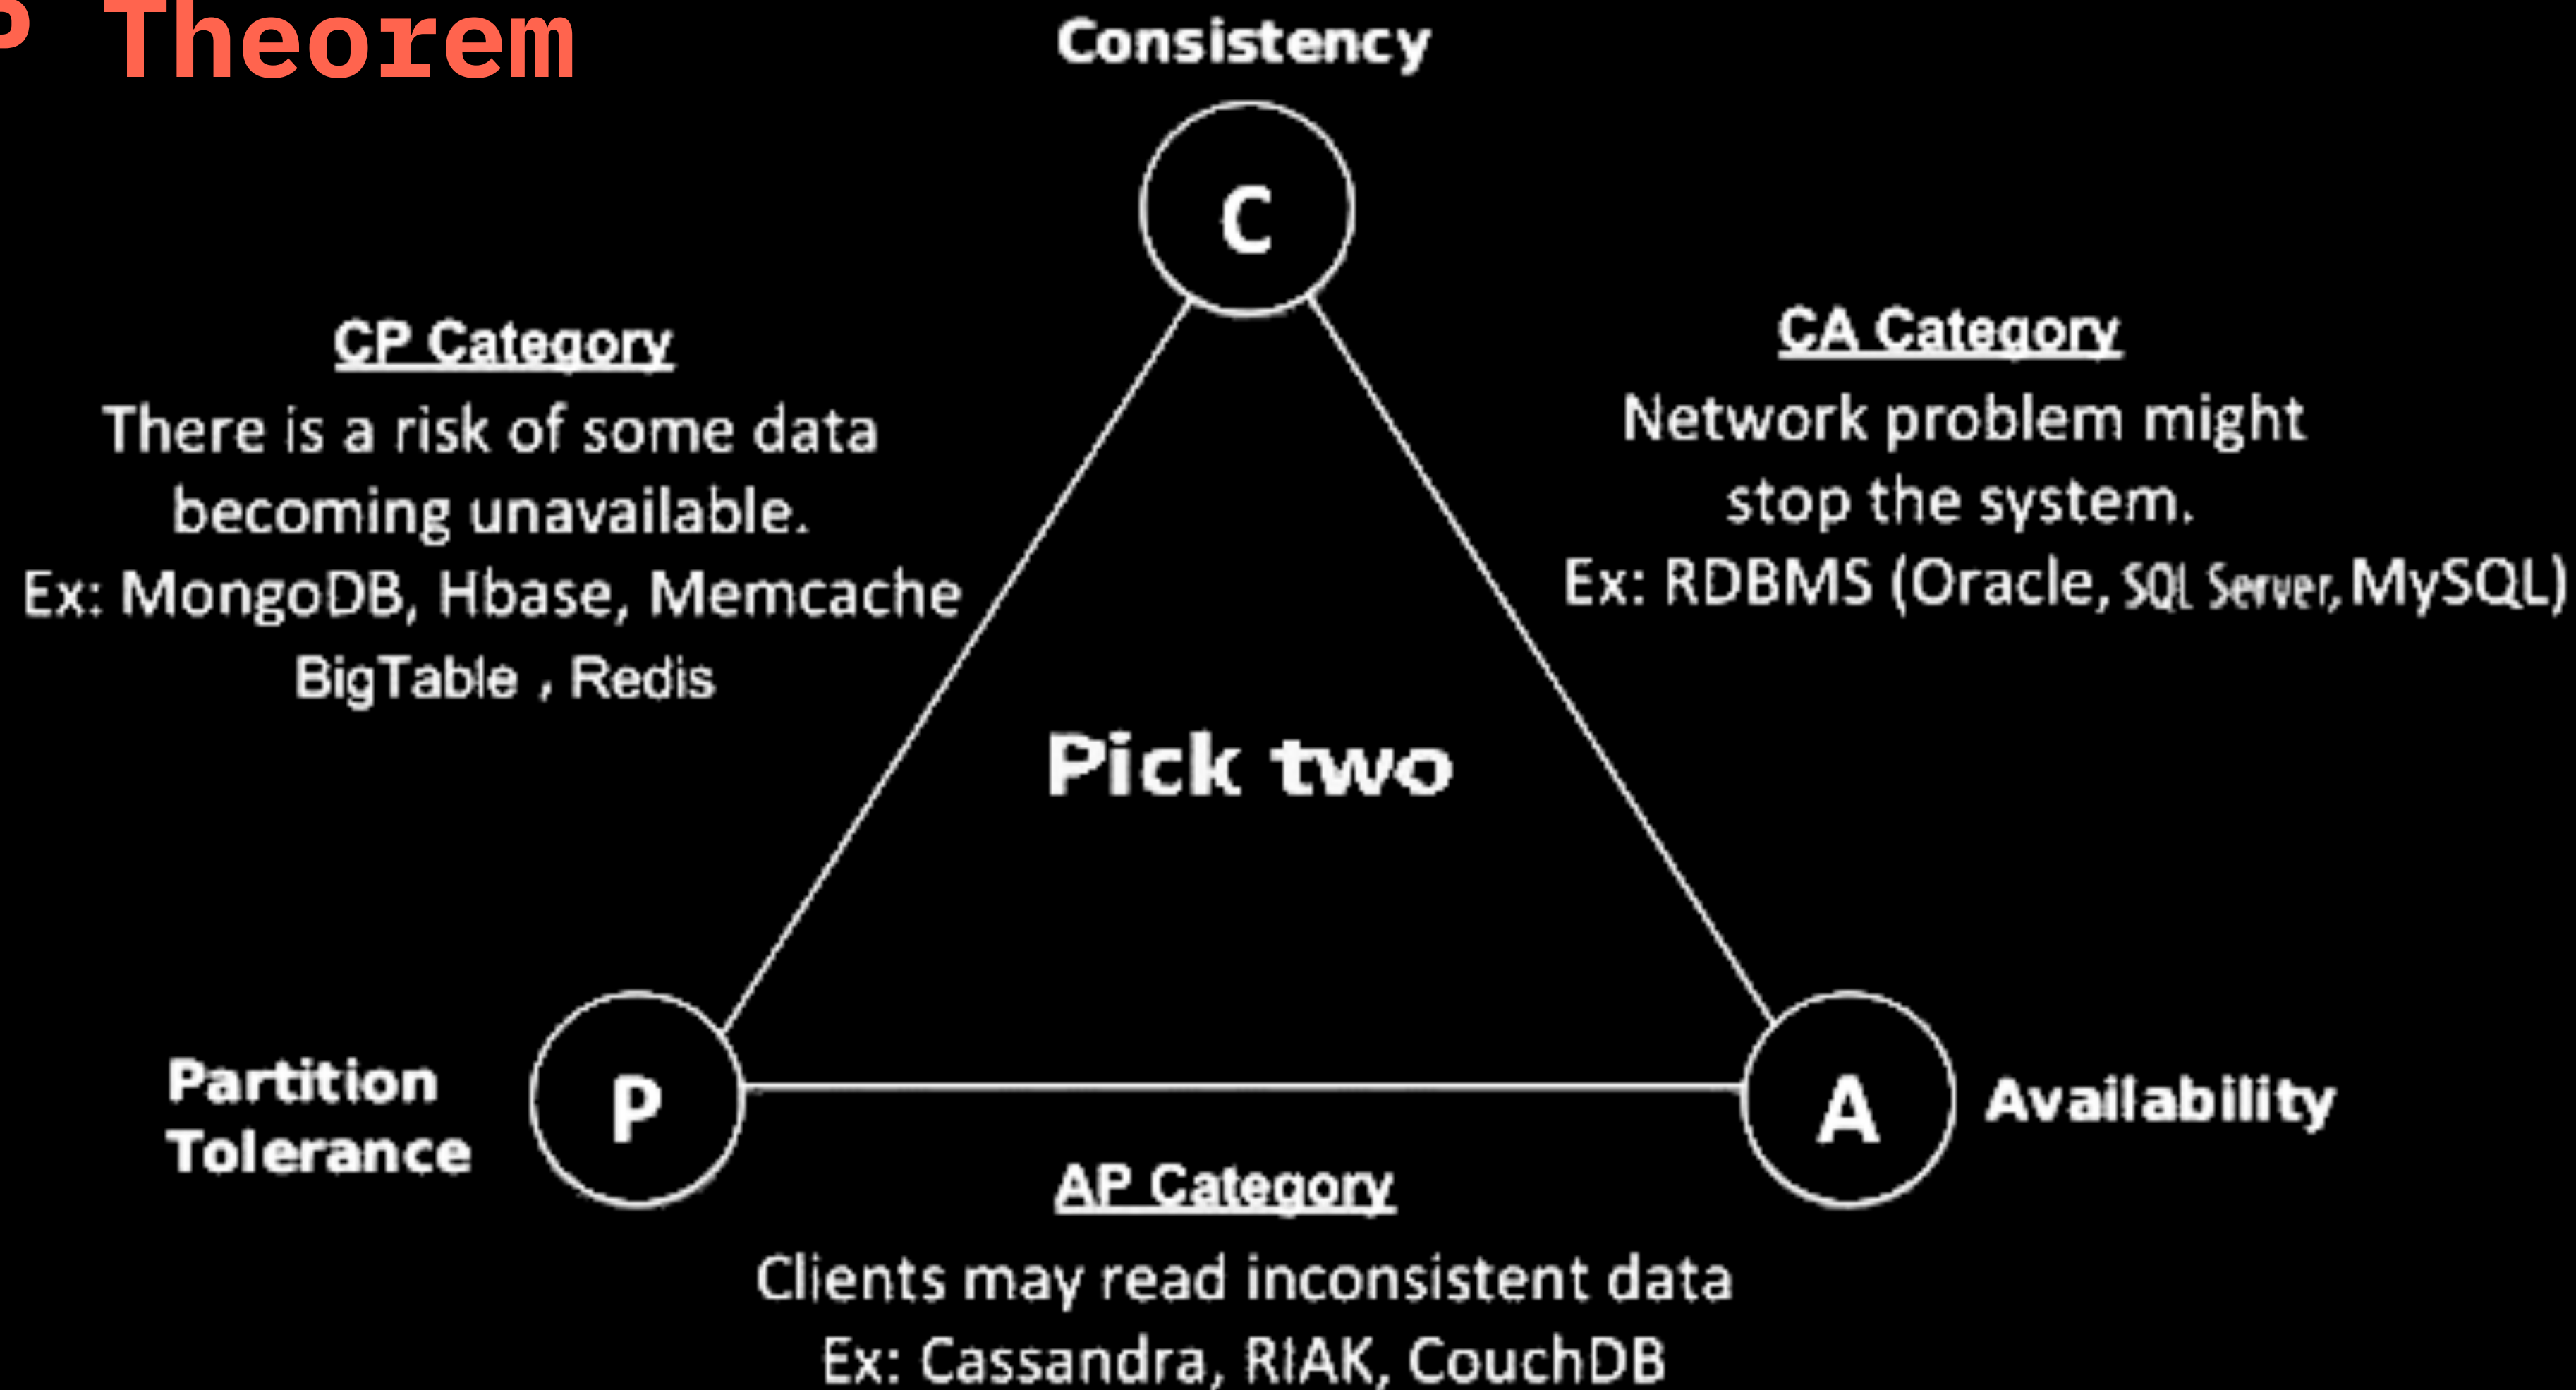 P Theorem
Consistency
C
CP Category
There is a risk of some data
becoming unavailable.
Ex: MongoDB, Hbase, Memcache
BigTable , Redis
CA Category
Network problem might
stop the system.
Ex: RDBMS (Oracle, SQL Server, MySQL)
Pick two
Partition
Tolerance
P
A
Availability
AP Category
Clients may read inconsistent data
Ex: Cassandra, RIAK, CouchDB